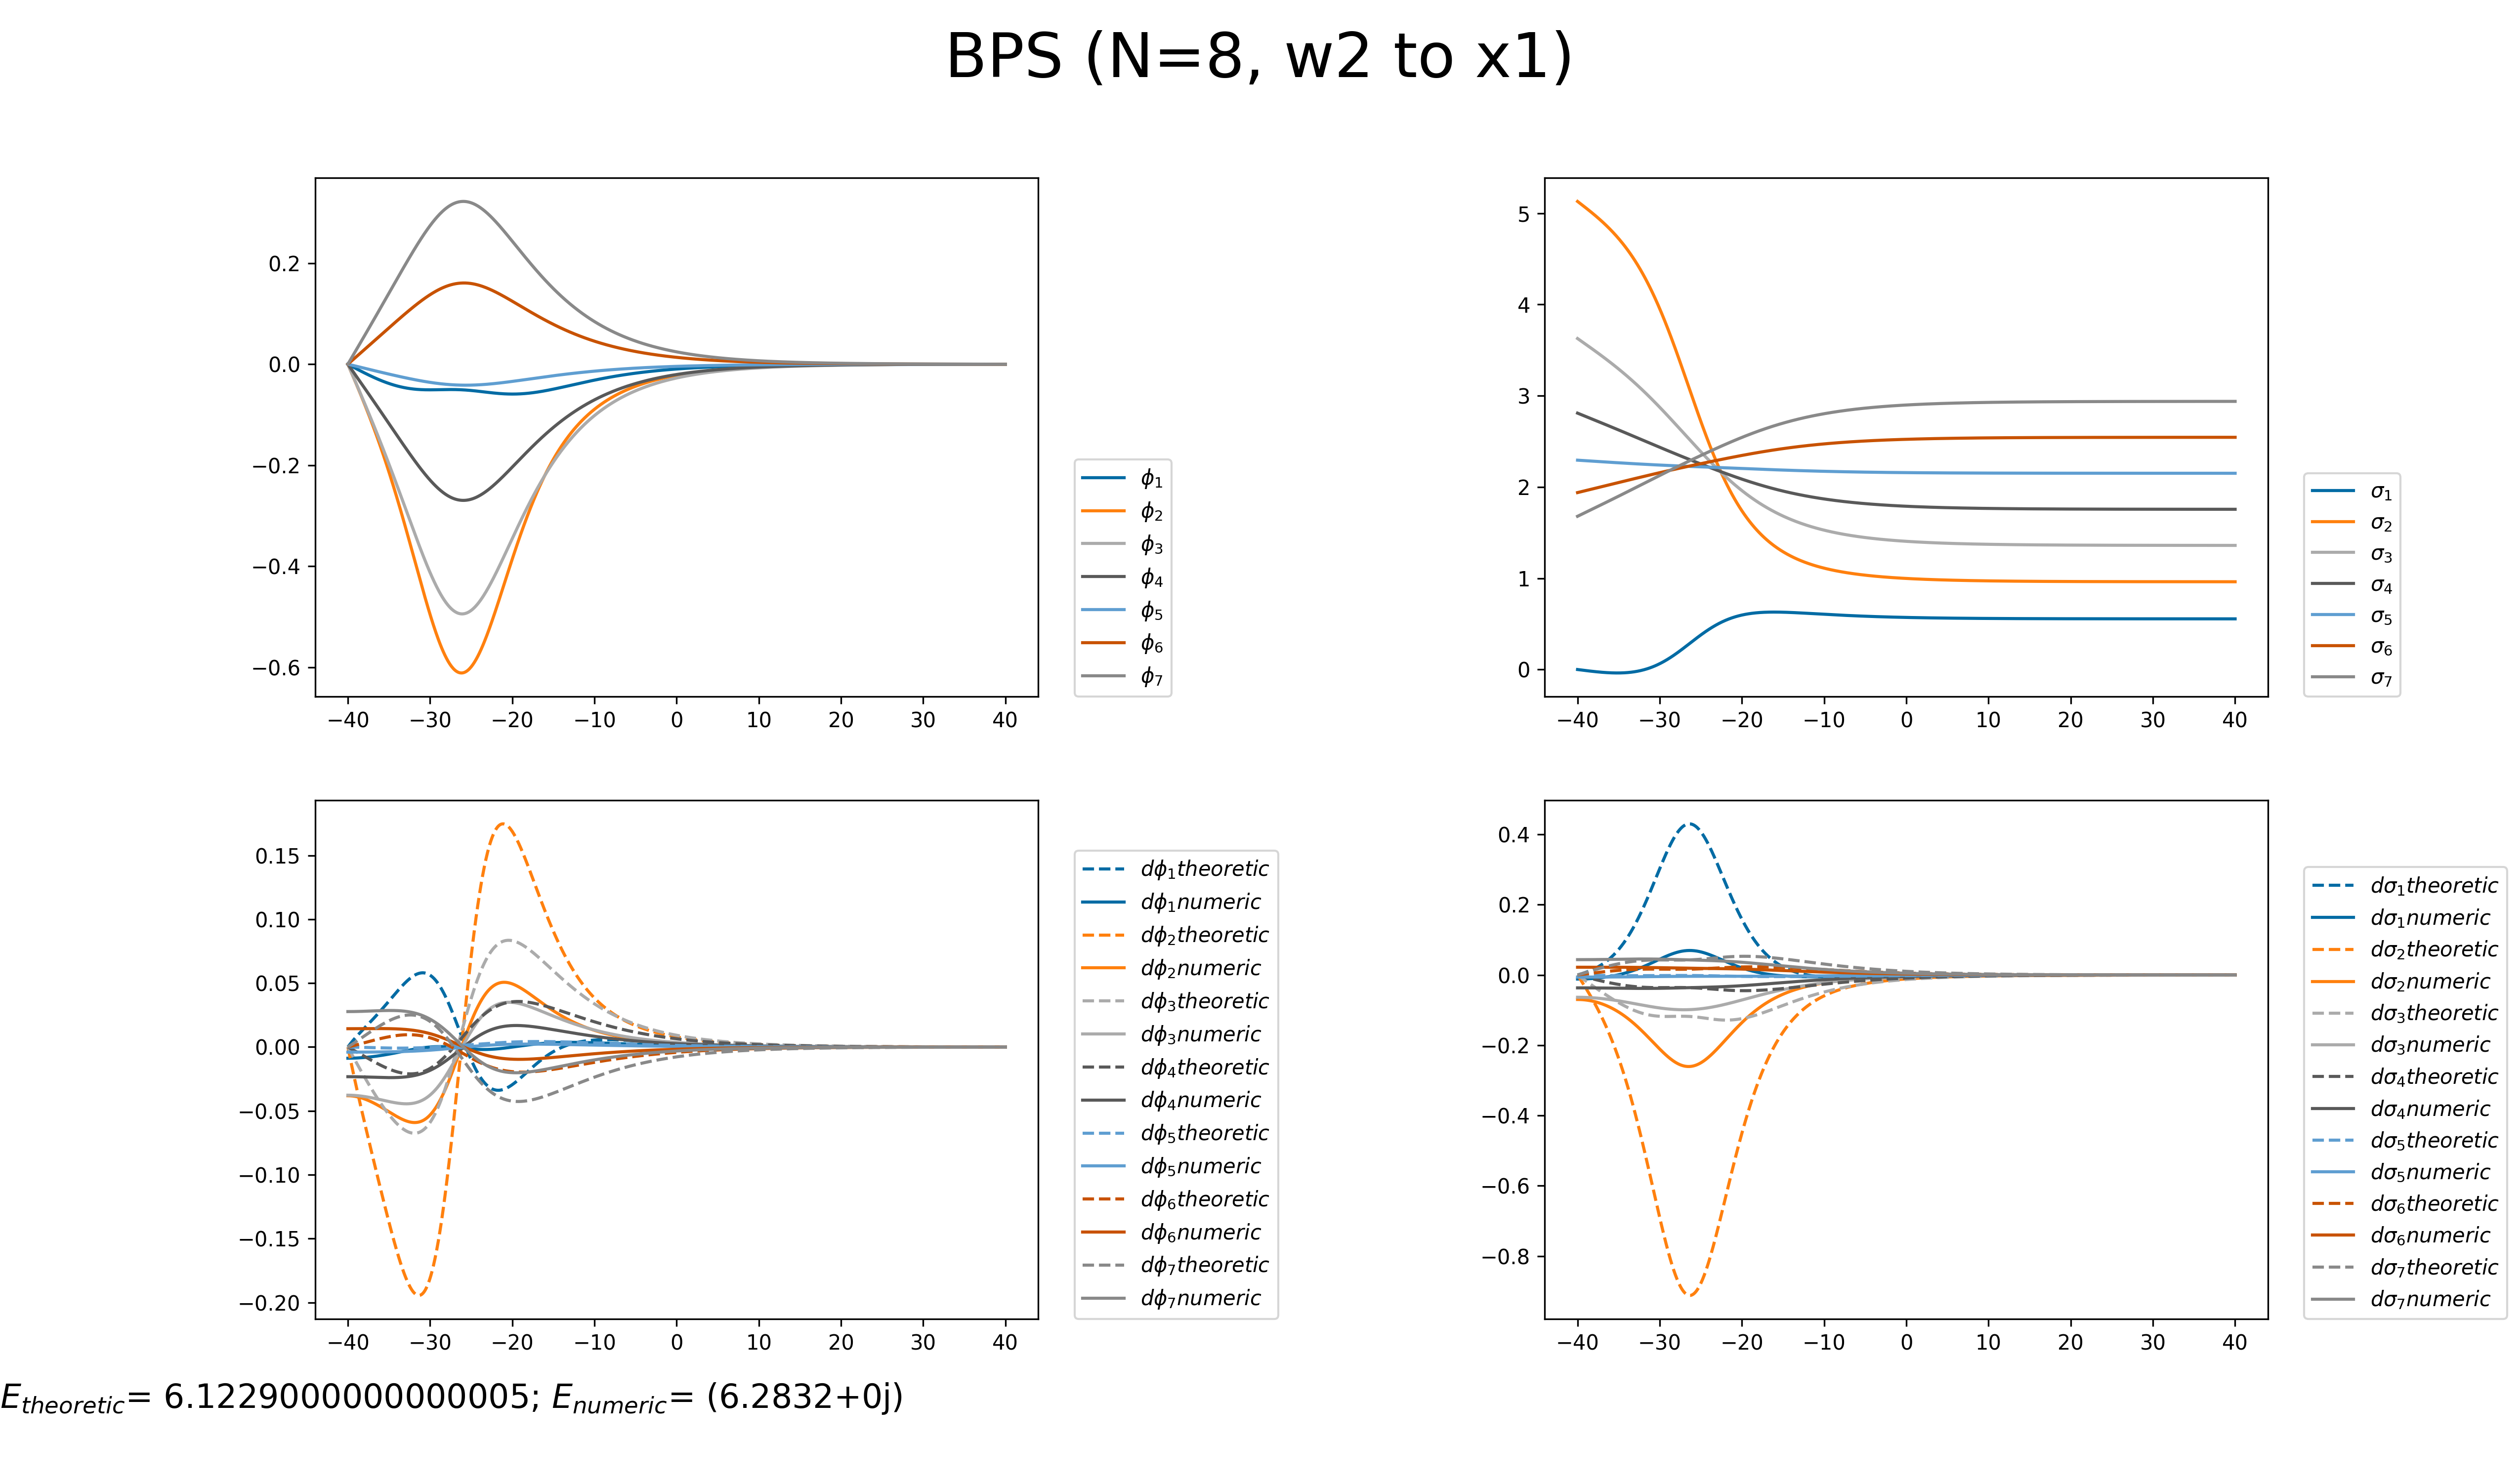 BPS (N=8, w2 to x1)
0.2
0.0
−0.2
−0.4
−0.6
−40 −30 −20 −10 0 10 20 30 40
ϕ1
ϕ2
ϕ3
ϕ4
ϕ5
ϕ6
ϕ7
5
4
3
2
1
0
−40 −30 −20 −10 0 10 20 30 40
σ1
σ2
σ3
σ4
σ5
σ6
σ7
0.15
0.10
0.05
0.00
−0.05
−0.10
−0.15
−0.20
−40 −30 −20 −10 0 10 20 30 40
dϕ1theoretic
dϕ1numeric
dϕ2theoretic
dϕ2numeric
dϕ3theoretic
dϕ3numeric
dϕ4theoretic
dϕ4numeric
dϕ5theoretic
dϕ5numeric
dϕ6theoretic
dϕ6numeric
dϕ7theoretic
dϕ7numeric
0.4
0.2
0.0
−0.2
−0.4
−0.6
−0.8
−40 −30 −20 −10 0 10 20 30 40
dσ1theoretic
dσ1numeric
dσ2theoretic
dσ2numeric
dσ3theoretic
dσ3numeric
dσ4theoretic
dσ4numeric
dσ5theoretic
dσ5numeric
dσ6theoretic
dσ6numeric
dσ7theoretic
dσ7numeric
Etheoretic= 6.1229000000000005; Enumeric= (6.2832+0j)